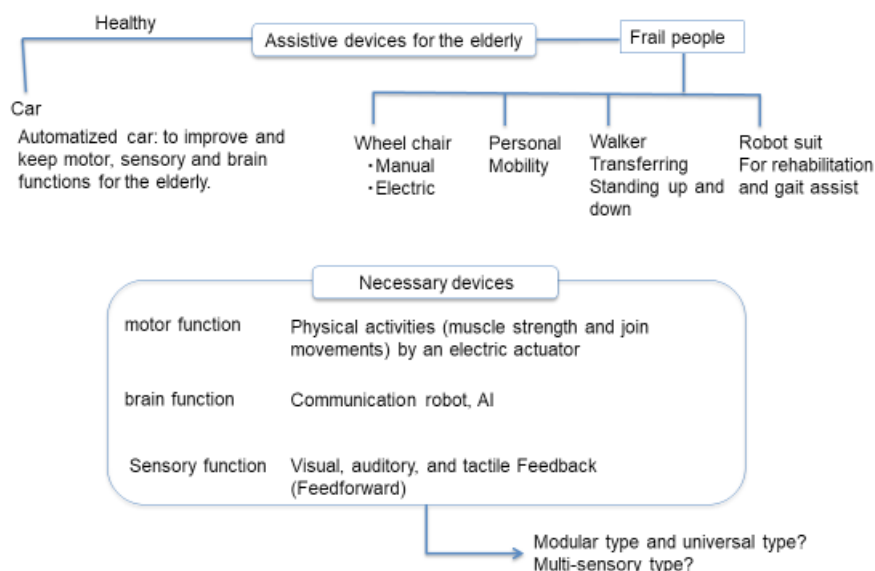 Healthy
Assistive devices for the elderly
Frail people
Car
Automatized car: to improve and
keep motor, sensory and brain
functions for the elderly.
Wheel chair
・Manual
・Electric
Personal
Mobility
Walker
Transferring
Standing up and
down
Robot suit
For rehabilitation
and gait assist
Necessary devices
motor function
Physical activities (muscle strength and join
movements) by an electric actuator
brain function
Communication robot, AI
Sensory function
Visual, auditory, and tactile Feedback
(Feedforward)
Modular type and universal type?
Multi-sensory type?